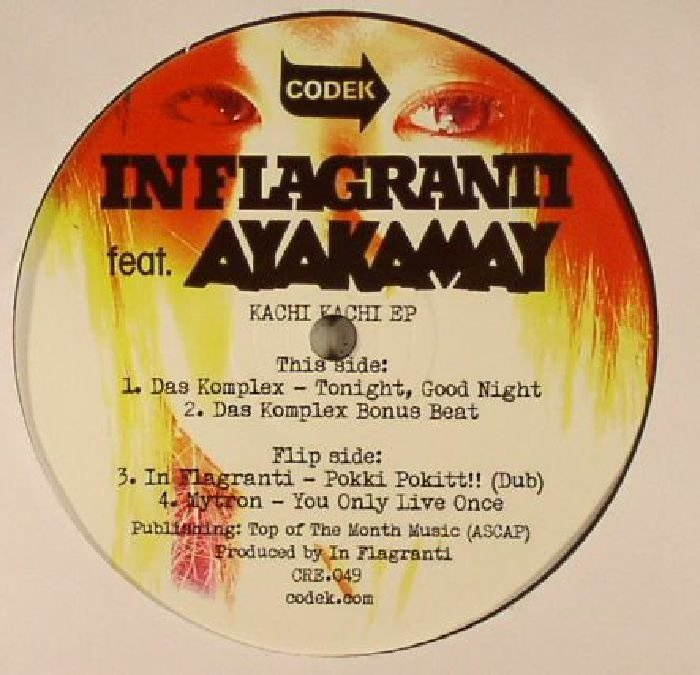 CODEK
IN FLAGRANTI
feat. AYAKAMAY
KACHI KACHI EP
This side:
1. Das Komplex - Tonight, Good Night
2. Das Komplex Bonus Beat
Flip side:
3. In Flagranti - Pokki Pokitt!! (Dub)
4. Mytron - You Only Live Once
Publishing: Top of The Month Music (ASCAP)
Produced by In Flagranti
CRE.049
codek.com